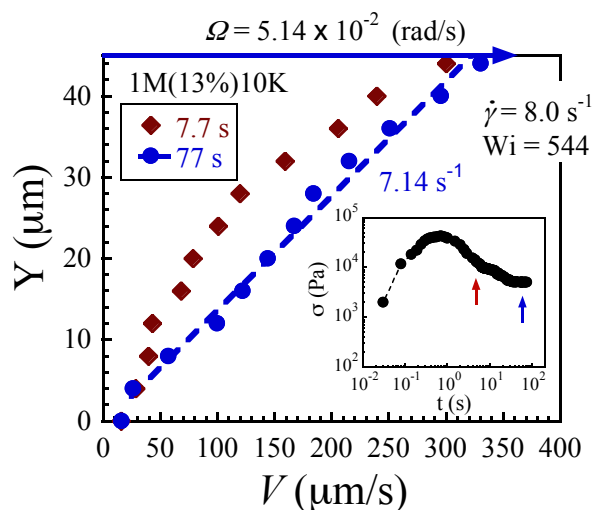 Ω = 5.14 x 10⁻² (rad/s)
1M(13%)10K
7.7 s
77 s
γ̇ = 8.0 s⁻¹
Wi = 544
7.14 s⁻¹
Y (μm)
40
30
20
10
0
0 50 100 150 200 250 300 350 400
V (μm/s)
σ (Pa)
10⁵
10⁴
10³
10²
10⁻² 10⁻¹ 10⁰ 10¹ 10²
t (s)